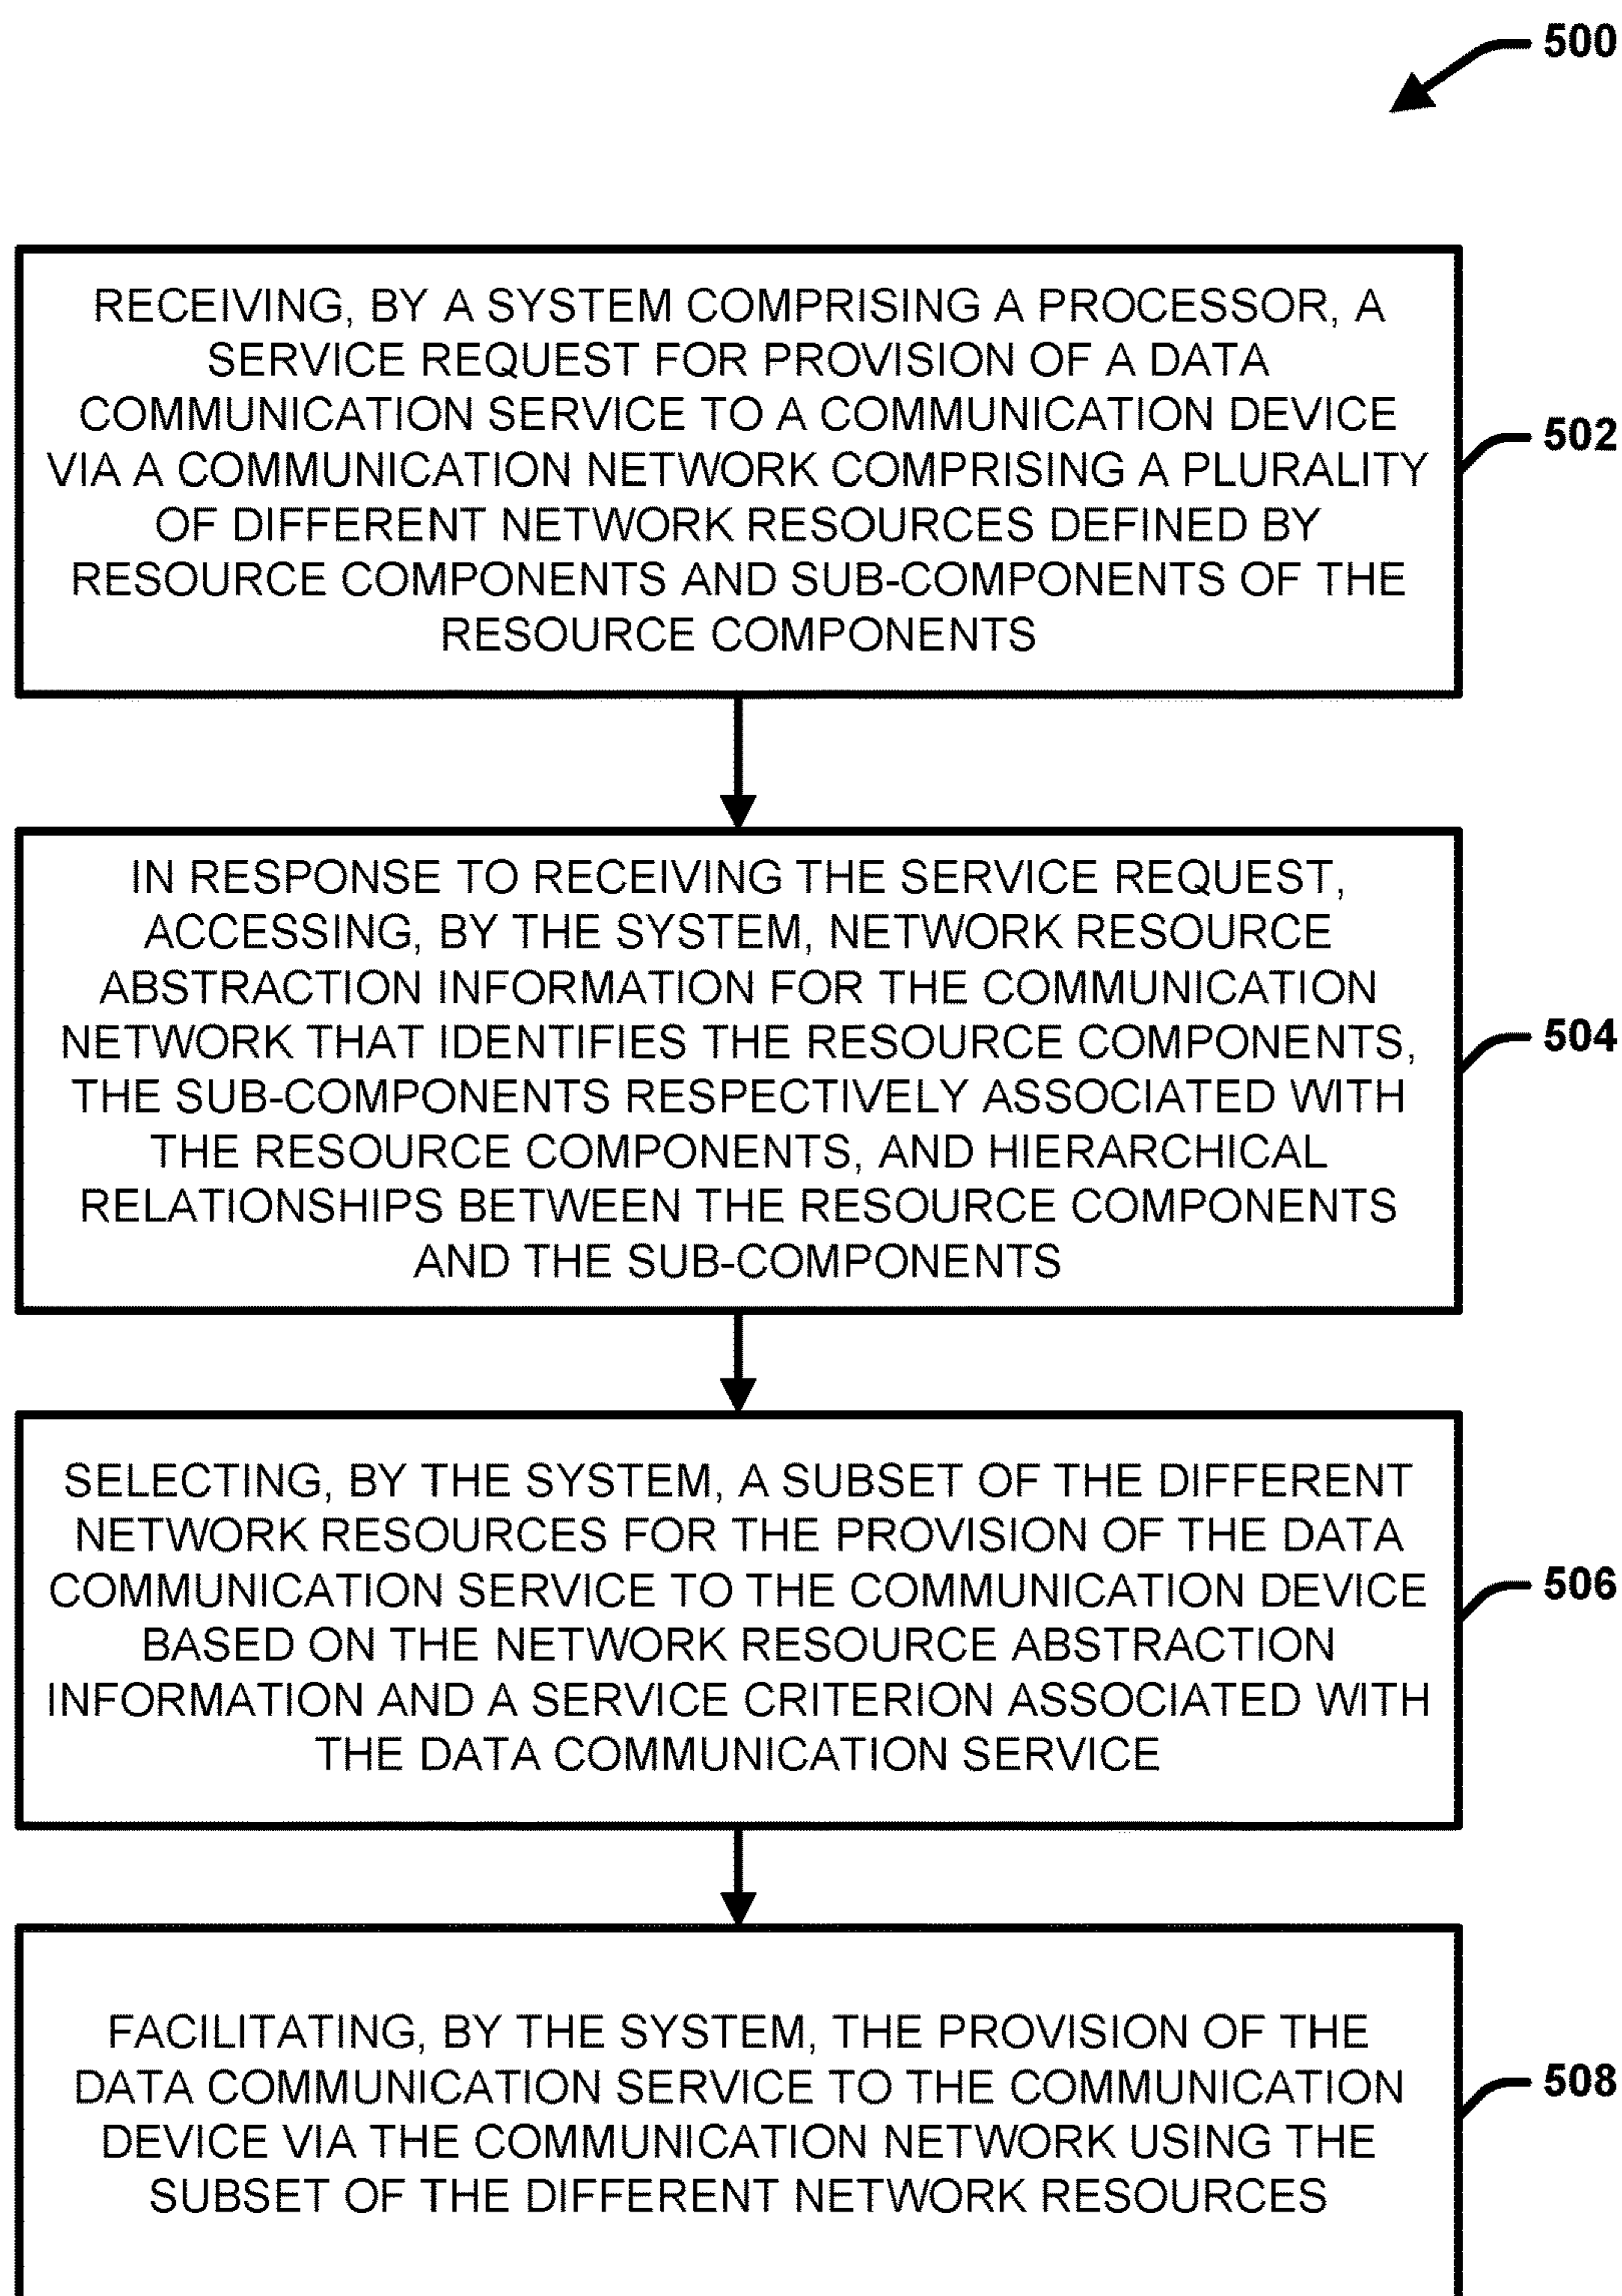 500
RECEIVING, BY A SYSTEM COMPRISING A PROCESSOR, A
SERVICE REQUEST FOR PROVISION OF A DATA
COMMUNICATION SERVICE TO A COMMUNICATION DEVICE
VIA A COMMUNICATION NETWORK COMPRISING A PLURALITY
OF DIFFERENT NETWORK RESOURCES DEFINED BY
RESOURCE COMPONENTS AND SUB-COMPONENTS OF THE
RESOURCE COMPONENTS
502
IN RESPONSE TO RECEIVING THE SERVICE REQUEST,
ACCESSING, BY THE SYSTEM, NETWORK RESOURCE
ABSTRACTION INFORMATION FOR THE COMMUNICATION
NETWORK THAT IDENTIFIES THE RESOURCE COMPONENTS,
THE SUB-COMPONENTS RESPECTIVELY ASSOCIATED WITH
THE RESOURCE COMPONENTS, AND HIERARCHICAL
RELATIONSHIPS BETWEEN THE RESOURCE COMPONENTS
AND THE SUB-COMPONENTS
504
SELECTING, BY THE SYSTEM, A SUBSET OF THE DIFFERENT
NETWORK RESOURCES FOR THE PROVISION OF THE DATA
COMMUNICATION SERVICE TO THE COMMUNICATION DEVICE
BASED ON THE NETWORK RESOURCE ABSTRACTION
INFORMATION AND A SERVICE CRITERION ASSOCIATED WITH
THE DATA COMMUNICATION SERVICE
506
FACILITATING, BY THE SYSTEM, THE PROVISION OF THE
DATA COMMUNICATION SERVICE TO THE COMMUNICATION
DEVICE VIA THE COMMUNICATION NETWORK USING THE
SUBSET OF THE DIFFERENT NETWORK RESOURCES
508